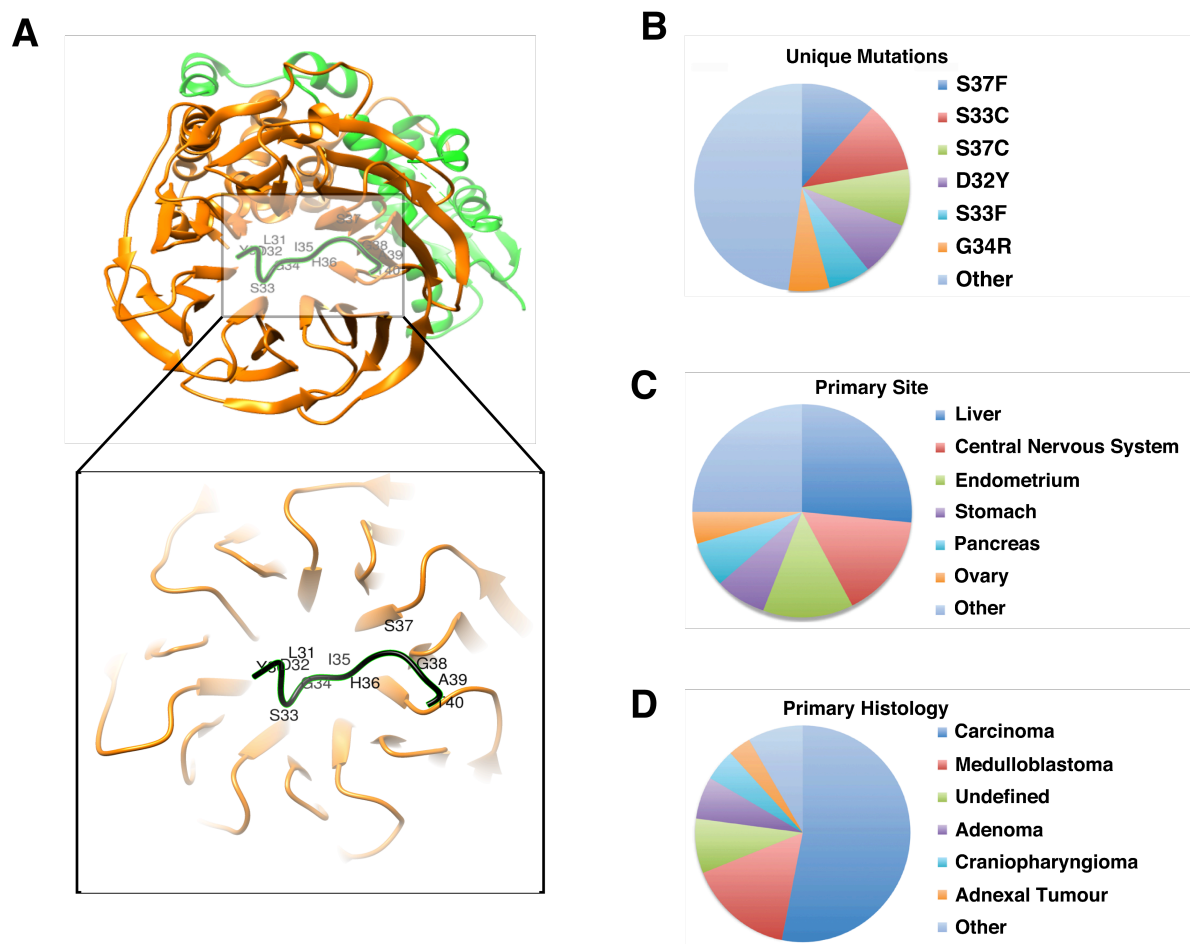 A
L31
D32
I35
G34
H36
S33
S37
G38
A39
T40
L31
D32
I35
G34
H36
S33
S37
G38
A39
T40
B
Unique Mutations
S37F
S33C
S37C
D32Y
S33F
G34R
Other
C
Primary Site
Liver
Central Nervous System
Endometrium
Stomach
Pancreas
Ovary
Other
D
Primary Histology
Carcinoma
Medulloblastoma
Undefined
Adenoma
Craniopharyngioma
Adnexal Tumour
Other